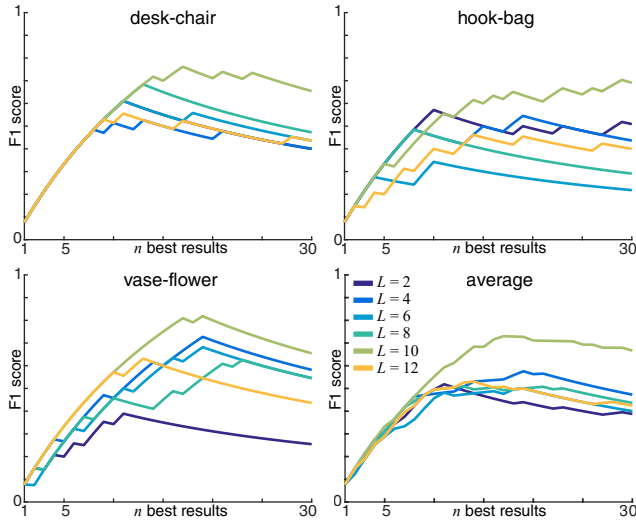 desk-chair
1
F1 score
0
1
5
n best results
30
hook-bag
1
F1 score
0
1
5
n best results
30
vase-flower
1
F1 score
0
1
5
n best results
30
average
1
F1 score
0
1
5
n best results
30
L = 2
L = 4
L = 6
L = 8
L = 10
L = 12